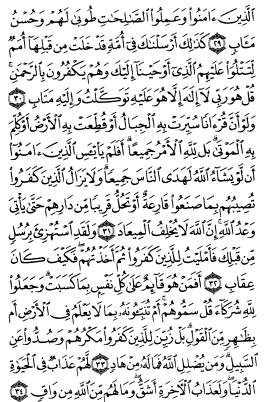 ٱلَّذِينَ ءَامَنُوا۟ وَعَمِلُوا۟ ٱلصَّـٰلِحَـٰتِ طُوبَىٰ لَهُمْ وَحُسْنُ
مَـَٔابٍ ٢٩ كَذَٰلِكَ أَرْسَلْنَـٰكَ فِىٓ أُمَّةٍ قَدْ خَلَتْ مِن قَبْلِهَآ أُمَمٌ
لِّتَتْلُوَا۟ عَلَيْهِمُ ٱلَّذِىٓ أَوْحَيْنَآ إِلَيْكَ وَهُمْ يَكْفُرُونَ بِٱلرَّحْمَـٰنِ ۚ
قُلْ هُوَ رَبِّى لَآ إِلَـٰهَ إِلَّا هُوَ عَلَيْهِ تَوَكَّلْتُ وَإِلَيْهِ مَتَابِ ٣٠
وَلَوْ أَنَّ قُرْءَانًا سُيِّرَتْ بِهِ ٱلْجِبَالُ أَوْ قُطِّعَتْ بِهِ ٱلْأَرْضُ أَوْ كُلِّمَ
بِهِ ٱلْمَوْتَىٰ ۗ بَل لِّلَّهِ ٱلْأَمْرُ جَمِيعًا ۗ أَفَلَمْ يَا۟يْـَٔسِ ٱلَّذِينَ ءَامَنُوٓا۟
أَن لَّوْ يَشَآءُ ٱللَّهُ لَهَدَى ٱلنَّاسَ جَمِيعًا ۗ وَلَا يَزَالُ ٱلَّذِينَ كَفَرُوا۟
تُصِيبُهُم بِمَا صَنَعُوا۟ قَارِعَةٌ أَوْ تَحُلُّ قَرِيبًا مِّن دَارِهِمْ حَتَّىٰ يَأْتِىَ
وَعْدُ ٱللَّهِ ۚ إِنَّ ٱللَّهَ لَا يُخْلِفُ ٱلْمِيعَادَ ٣١ وَلَقَدِ ٱسْتُهْزِئَ بِرُسُلٍ
مِّن قَبْلِكَ فَأَمْلَيْتُ لِلَّذِينَ كَفَرُوا۟ ثُمَّ أَخَذْتُهُمْ ۖ فَكَيْفَ كَانَ
عِقَابِ ٣٢ أَفَمَنْ هُوَ قَآئِمٌ عَلَىٰ كُلِّ نَفْسٍۭ بِمَا كَسَبَتْ ۗ وَجَعَلُوا۟
لِلَّهِ شُرَكَآءَ قُلْ سَمُّوهُمْ ۚ أَمْ تُنَبِّـُٔونَهُۥ بِمَا لَا يَعْلَمُ فِى ٱلْأَرْضِ أَم
بِظَـٰهِرٍ مِّنَ ٱلْقَوْلِ ۗ بَلْ زُيِّنَ لِلَّذِينَ كَفَرُوا۟ مَكْرُهُمْ وَصُدُّوا۟ عَنِ
ٱلسَّبِيلِ ۗ وَمَن يُضْلِلِ ٱللَّهُ فَمَا لَهُۥ مِنْ هَادٍ ٣٣ لَّهُمْ عَذَابٌ فِى ٱلْحَيَوٰةِ
ٱلدُّنْيَا ۖ وَلَعَذَابُ ٱلْـَٔاخِرَةِ أَشَقُّ ۖ وَمَا لَهُم مِّنَ ٱللَّهِ مِن وَاقٍ ٣٤